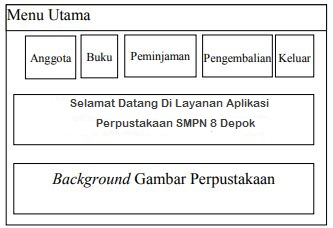 Menu Utama
Anggota Buku Peminjaman Pengembalian Keluar
Selamat Datang Di Layanan Aplikasi
Perpustakaan SMPN 8 Depok
Background Gambar Perpustakaan